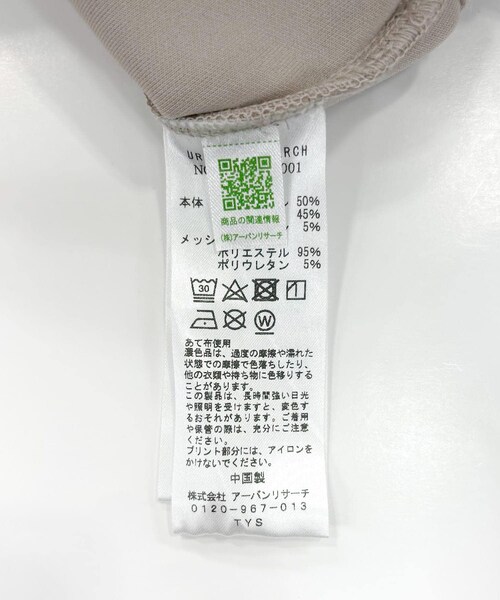 UR RCH
NO 001
商品の関連情報
(株)アーバンリサーチ
本体 50%
45%
5%
メッシ
ポリエステル 95%
ポリウレタン 5%
30
W
あて布使用
濃色品は、過度の摩擦や濡れた
状態での摩擦で色落ちしたり、
他の衣類や持ち物に色移りする
ことがあります。
この製品は、長時間強い日光
や照明を受けますと、変色す
るおそれがあります。ご着用
や保管の際は、充分にご注意
ください。
プリント部分には、アイロンを
かけないでください。
中国製
株式会社 アーバンリサーチ
0120-967-013
TYS